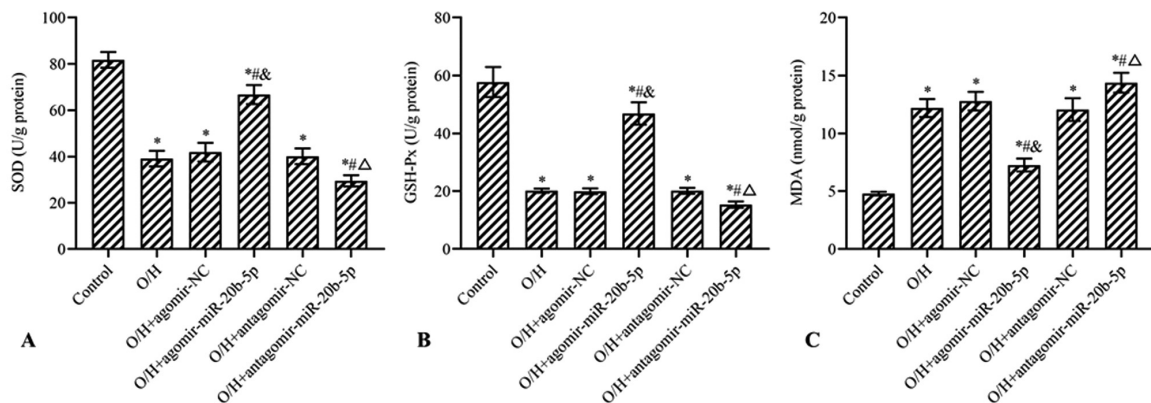 SOD (U/g protein)
100
80
60
40
20
0
*
*
*#&
*
*#△
Control
O/H
O/H+agomir-NC
O/H+agomir-miR-20b-5p
O/H+antagomir-NC
O/H+antagomir-miR-20b-5p
A
GSH-Px (U/g protein)
80
60
40
20
0
*
*
*#&
*
*#△
Control
O/H
O/H+agomir-NC
O/H+agomir-miR-20b-5p
O/H+antagomir-NC
O/H+antagomir-miR-20b-5p
B
MDA (nmol/g protein)
20
15
10
5
0
*
*
*#&
*
*#△
Control
O/H
O/H+agomir-NC
O/H+agomir-miR-20b-5p
O/H+antagomir-NC
O/H+antagomir-miR-20b-5p
C